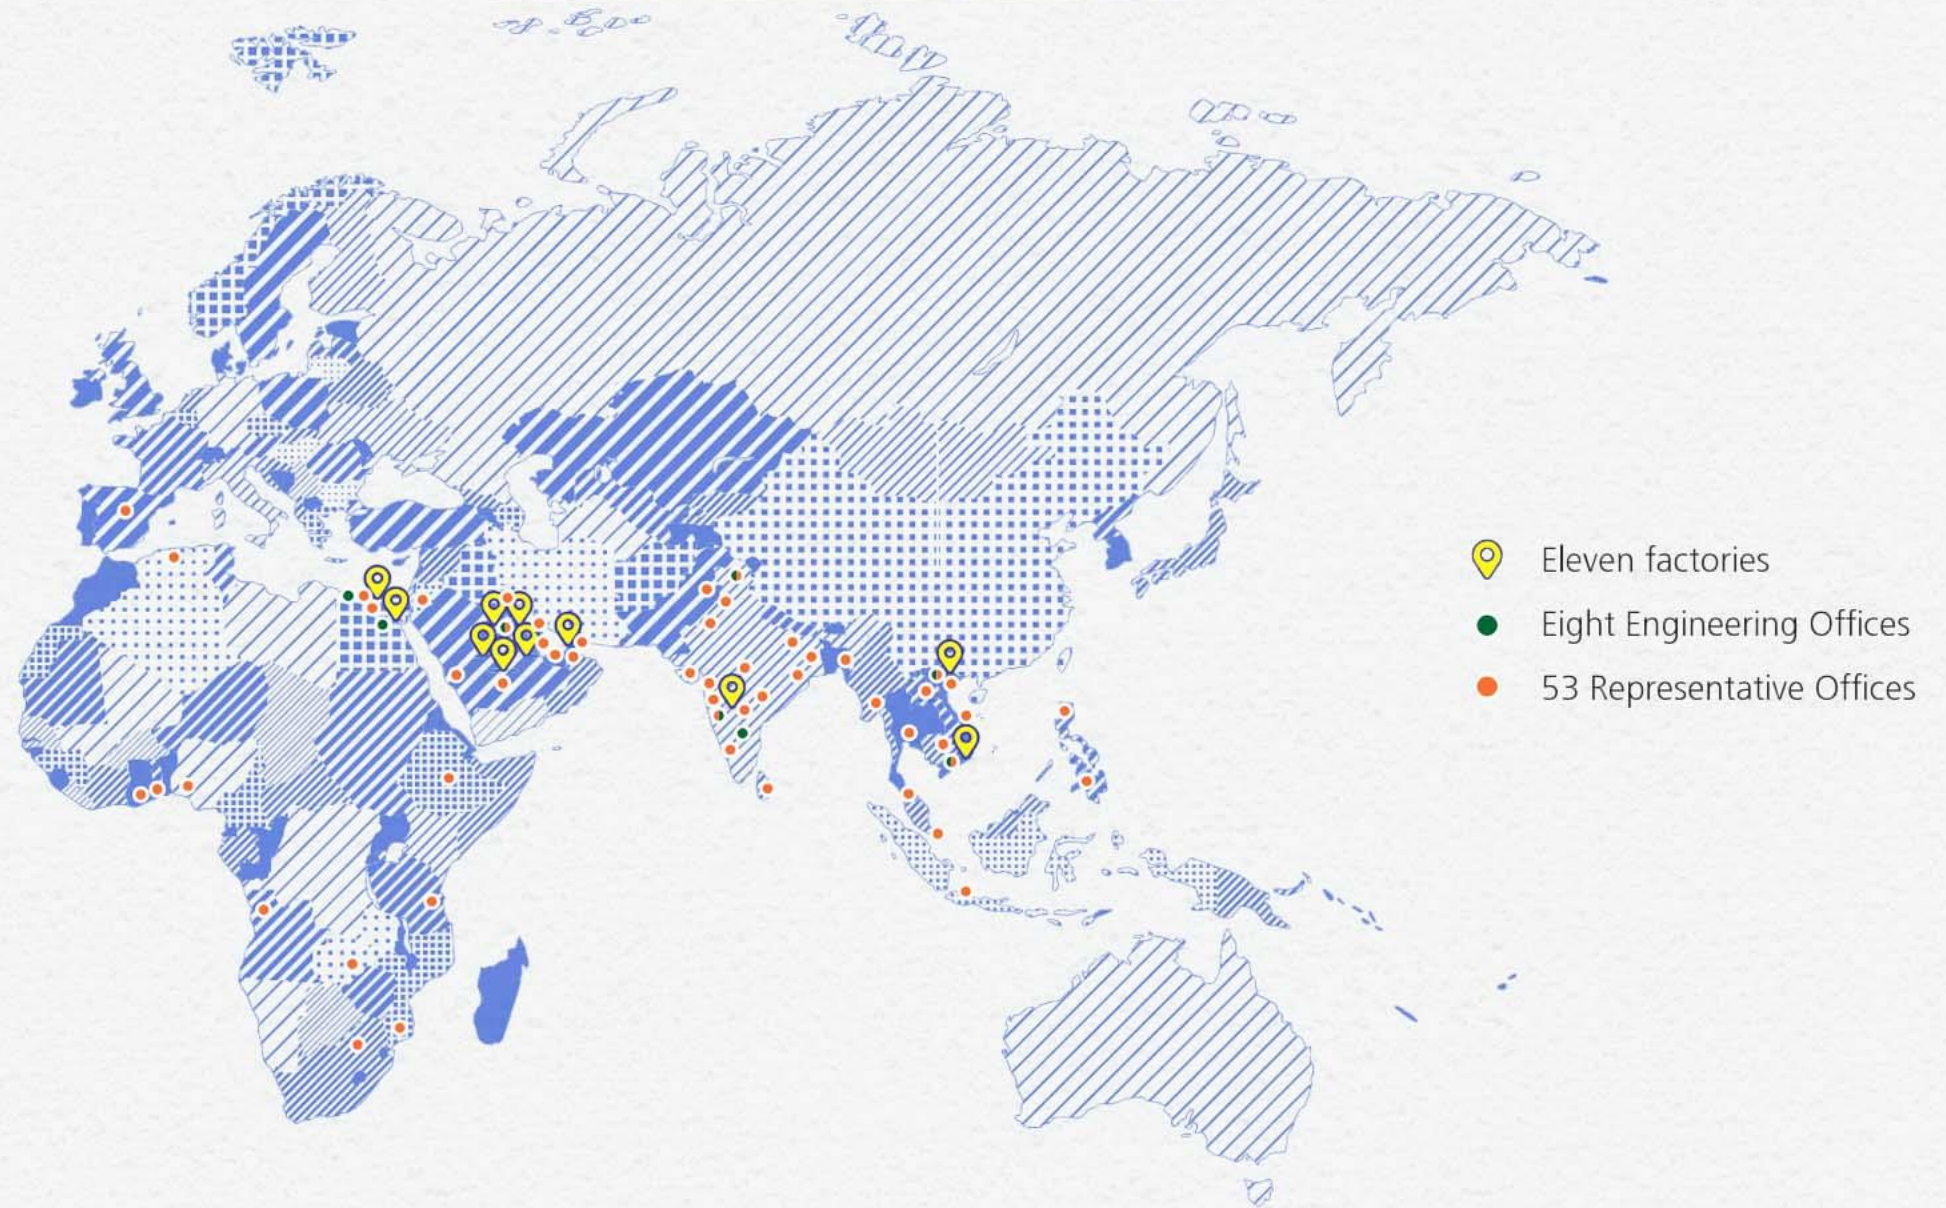 Eleven factories
Eight Engineering Offices
53 Representative Offices